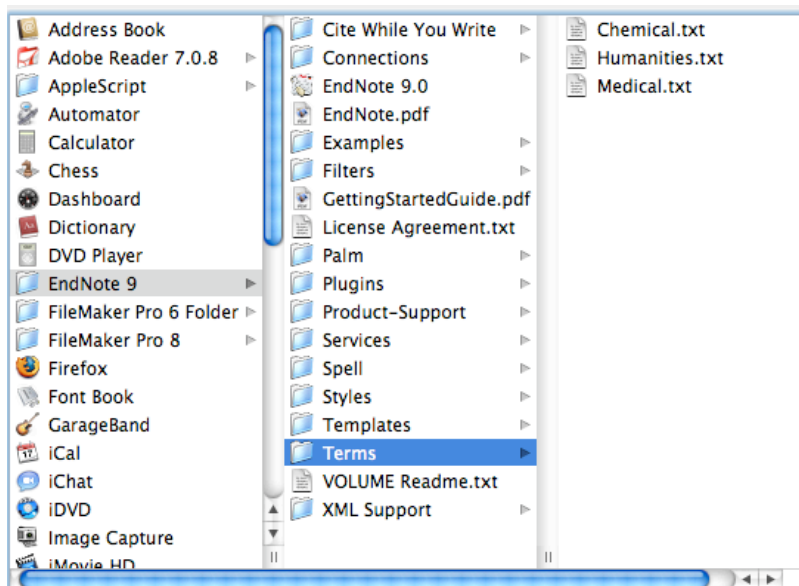 Address Book
Adobe Reader 7.0.8
AppleScript
Automator
Calculator
Chess
Dashboard
Dictionary
DVD Player
EndNote 9
FileMaker Pro 6 Folder
FileMaker Pro 8
Firefox
Font Book
GarageBand
iCal
iChat
iDVD
Image Capture
iMovie HD
Cite While You Write
Connections
EndNote 9.0
EndNote.pdf
Examples
Filters
GettingStartedGuide.pdf
License Agreement.txt
Palm
Plugins
Product-Support
Services
Spell
Styles
Templates
Terms
VOLUME Readme.txt
XML Support
Chemical.txt
Humanities.txt
Medical.txt